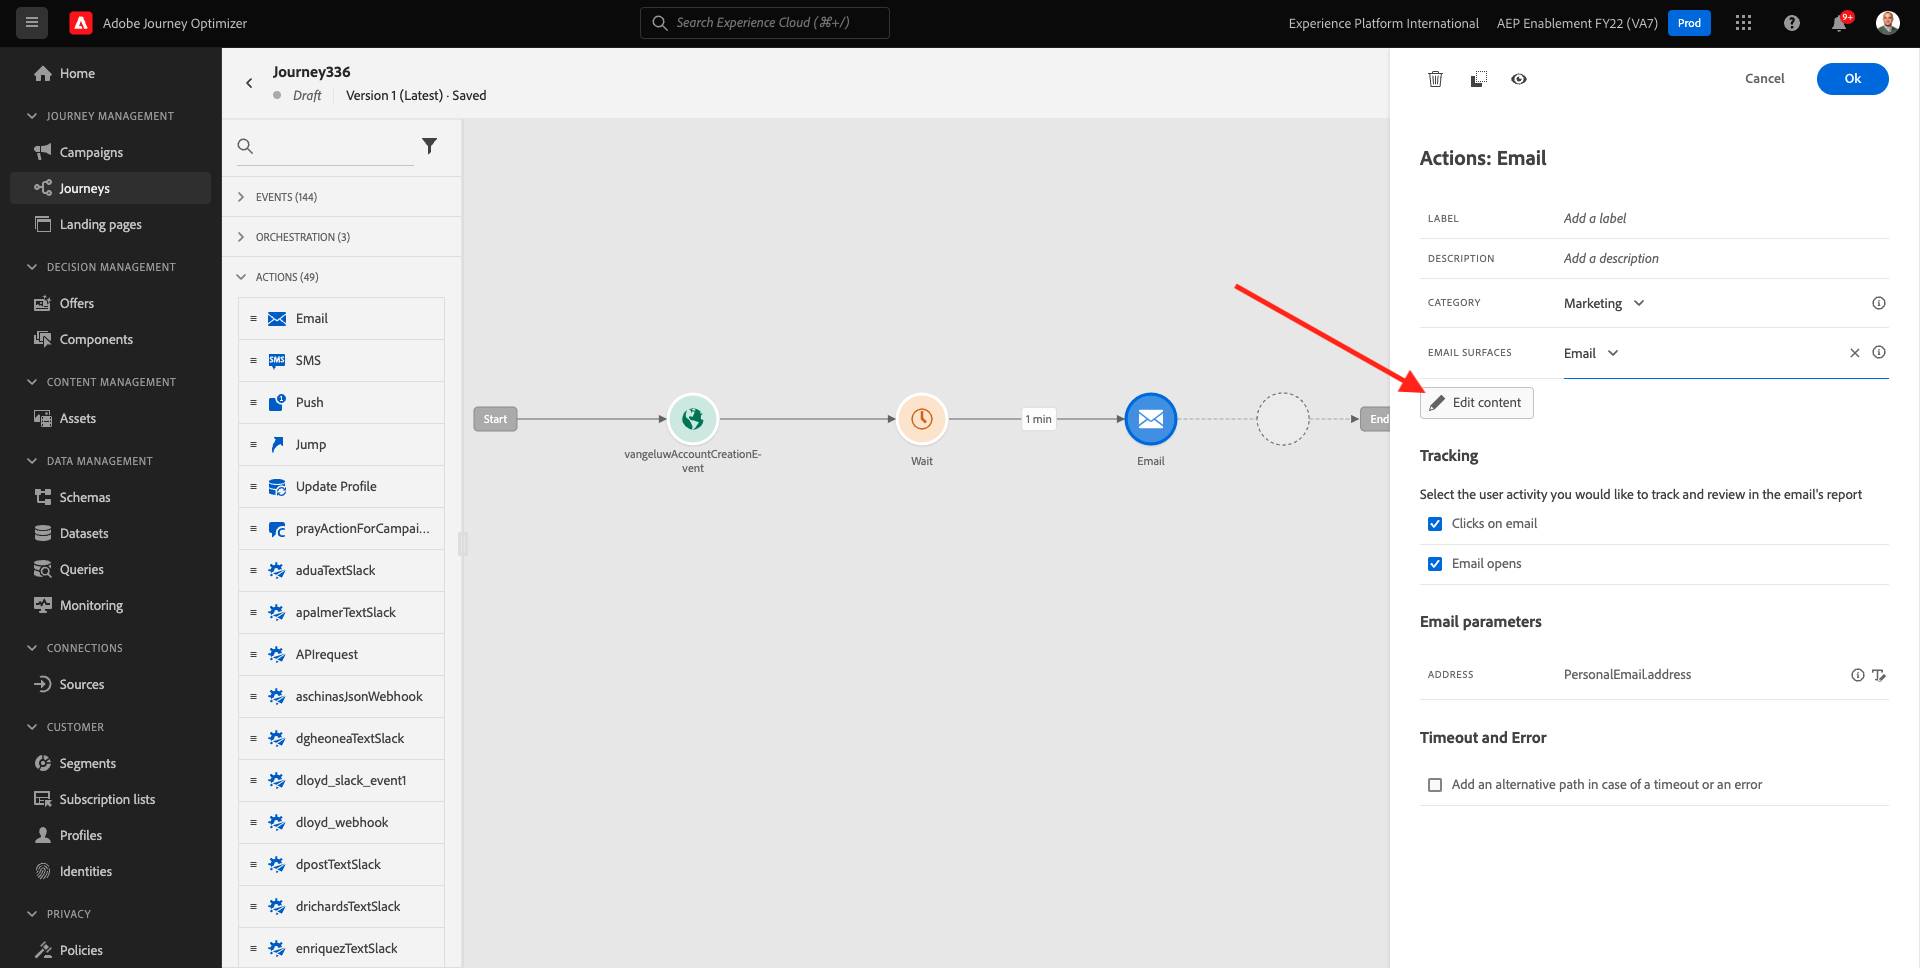 Adobe Journey Optimizer
Search Experience Cloud (⌘+/)
Experience Platform International
AEP Enablement FY22 (VA7)
Prod
9+
Home
JOURNEY MANAGEMENT
Campaigns
Journeys
Landing pages
DECISION MANAGEMENT
Offers
Components
CONTENT MANAGEMENT
Assets
DATA MANAGEMENT
Schemas
Datasets
Queries
Monitoring
CONNECTIONS
Sources
CUSTOMER
Segments
Subscription lists
Profiles
Identities
PRIVACY
Policies
Journey336
Draft
Version 1 (Latest) · Saved
EVENTS (144)
ORCHESTRATION (3)
ACTIONS (49)
Email
SMS
SMS
Push
Jump
Update Profile
prayActionForCampai...
aduaTextSlack
apalmerTextSlack
APIrequest
aschinasJsonWebhook
dgheoneaTextSlack
dloyd_slack_event1
dloyd_webhook
dpostTextSlack
drichardsTextSlack
enriquezTextSlack
Start
vangeluwAccountCreationE-
vent
Wait
1 min
Email
End
Cancel
Ok
Actions: Email
LABEL
Add a label
DESCRIPTION
Add a description
CATEGORY
Marketing
EMAIL SURFACES
Email
Edit content
Tracking
Select the user activity you would like to track and review in the email's report
Clicks on email
Email opens
Email parameters
ADDRESS
PersonalEmail.address
Timeout and Error
Add an alternative path in case of a timeout or an error